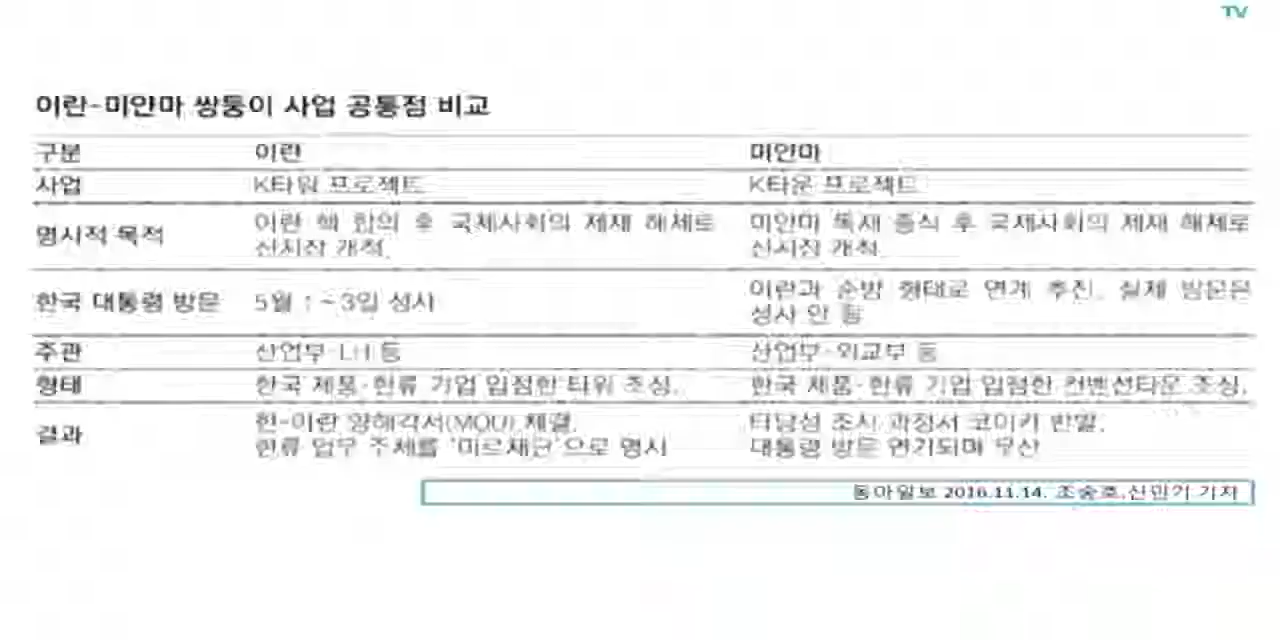 TV
이란-미얀마 쌍둥이 사업 공통점 비교
구분 이란 미얀마
사업 K타워 프로젝트 K타운 프로젝트
명시적 목적 이란 핵 합의 후 국제사회의 제재 해제로 신시장 개척. 미얀마 독재 종식 후 국제사회의 제재 해제로 신시장 개척.
한국 대통령 방문 5월 1~3일 성사 이란과 순방 형태로 연계 추진. 실제 방문은 성사 안 됨
주관 산업부·LH 등 산업부·외교부 등
형태 한국 제품·한류 기업 입점한 타워 조성. 한국 제품·한류 기업 입점한 컨벤션타운 조성.
결과 한-이란 양해각서(MOU) 체결. 한류 업무 주체를 '미르재단'으로 명시 타당성 조사 과정서 코이카 반발. 대통령 방문 연기되며 무산
동아일보 2016.11.14. 조숭호,신민기 기자